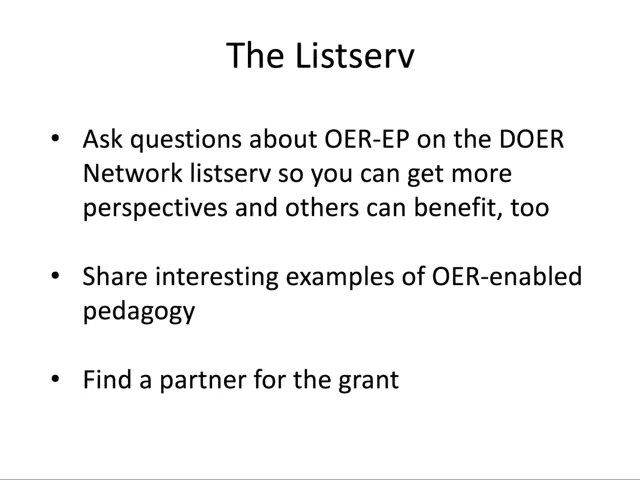 The Listserv
• Ask questions about OER-EP on the DOER
Network listserv so you can get more
perspectives and others can benefit, too
• Share interesting examples of OER-enabled
pedagogy
• Find a partner for the grant